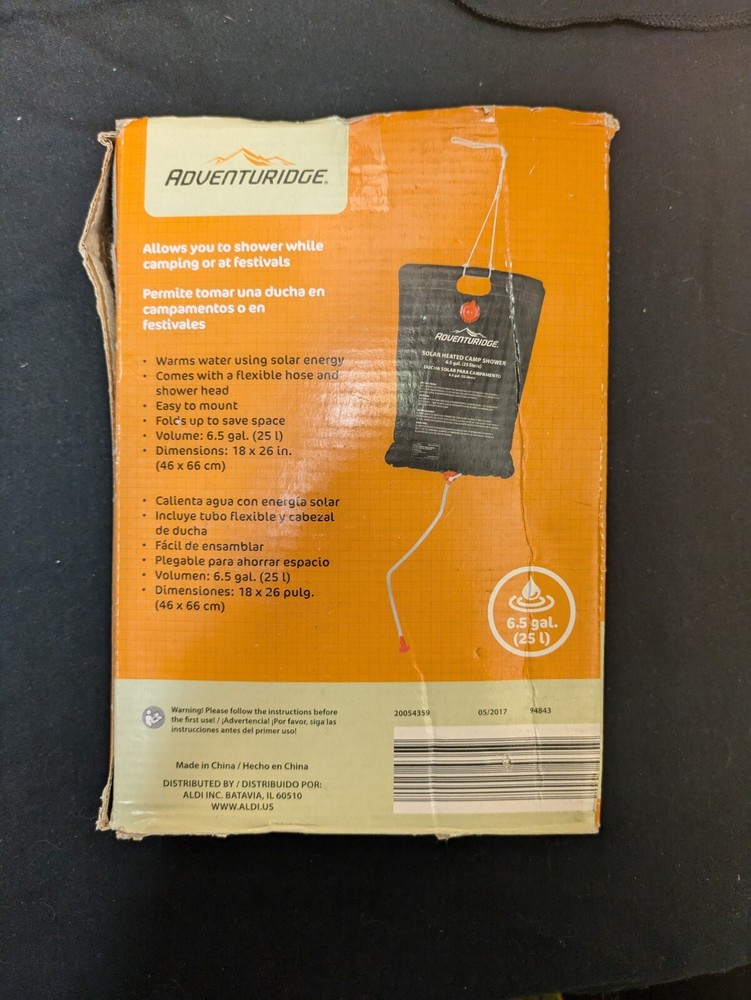 ADVENTURIDGE
Allows you to shower while
camping or at festivals
Permite tomar una ducha en
campamentos o en
festivales
• Warms water using solar energy
• Comes with a flexible hose and
shower head
• Easy to mount
• Folds up to save space
• Volume: 6.5 gal. (25 l)
• Dimensions: 18 x 26 in.
(46 x 66 cm)
• Calienta agua con energía solar
• Incluye tubo flexible y cabezal
de ducha
• Fácil de ensamblar
• Plegable para ahorrar espacio
• Volumen: 6.5 gal. (25 l)
• Dimensiones: 18 x 26 pulg.
(46 x 66 cm)
ADVENTURIDGE
SOLAR HEATED CAMP SHOWER
6.5 gal. (25 liters)
DUCHA SOLAR PARA CAMPAMENTO
6.5 gal.
(25 l)
Warning! Please follow the instructions before
the first use! / ¡Advertencia! ¡Por favor, siga las
instrucciones antes del primer uso!
Made in China / Hecho en China
DISTRIBUTED BY / DISTRIBUIDO POR:
ALDI INC. BATAVIA, IL 60510
WWW.ALDI.US
20054359 05/2017 94843